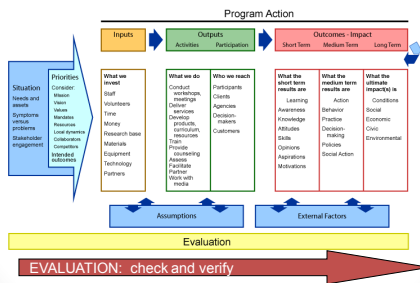 Program Action
Inputs
Outputs
Activities Participation
Outcomes - Impact
Short Term Medium Term Long Term
Situation
Needs and
assets
Symptoms
versus
problems
Stakeholder
engagement
Priorities
Consider:
Mission
Vision
Values
Mandates
Resources
Local dynamics
Collaborators
Competitors
Intended
outcomes
What we
invest
Staff
Volunteers
Time
Money
Research base
Materials
Equipment
Technology
Partners
What we do
Conduct
workshops,
meetings
Deliver
services
Develop
products,
curriculum,
resources
Train
Provide
counseling
Assess
Facilitate
Partner
Work with
media
Who we reach
Participants
Clients
Agencies
Decision-
makers
Customers
What the
short term
results are
Learning
Awareness
Knowledge
Attitudes
Skills
Opinions
Aspirations
Motivations
What the
medium term
results are
Action
Behavior
Practice
Decision-
making
Policies
Social Action
What the
ultimate
impact(s) is
Conditions
Social
Economic
Civic
Environmental
Assumptions
External Factors
Evaluation
EVALUATION: check and verify